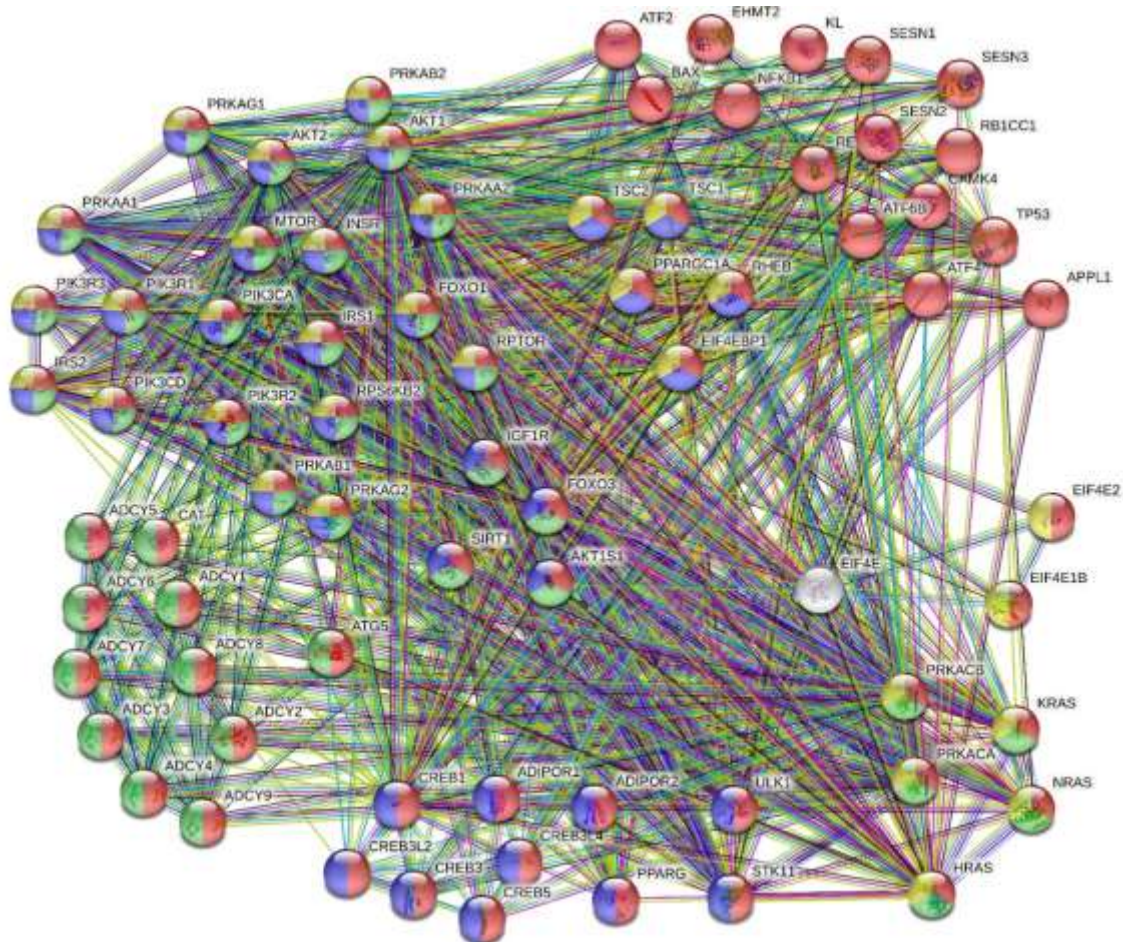 ATF2
EHMT2
KL
SESN1
SESN3
PRKAB2
BAX
NFKB1
PRKAG1
AKT1
SESN2
RB1CC1
AKT2
PRKAA2
TSC2
TSC1
CAMK4
PRKAA1
MTOR
INSR
ATF6B
TP53
PIK3R3
PIK3R1
PIK3CA
FOXO1
PPARGC1A
RHEB
ATF4
APPL1
IRS1
IRS2
RPTOR
EIF4EBP1
PIK3CD
PIK3R2
RPS6KB2
IGF1R
PRKAB1
PRKAG2
FOXO3
EIF4E2
ADCY5
CAT
SIRT1
AKT1S1
EIF4E
ADCY6
ADCY1
EIF4E1B
ADCY7
ADCY8
ATG5
PRKACB
KRAS
ADCY3
ADCY2
PRKACA
ADCY4
CREB1
ADIPOR1
ADIPOR2
ULK1
NRAS
ADCY9
CREB3L2
CREB3
CREB3L4
CREB5
PPARG
STK11
HRAS